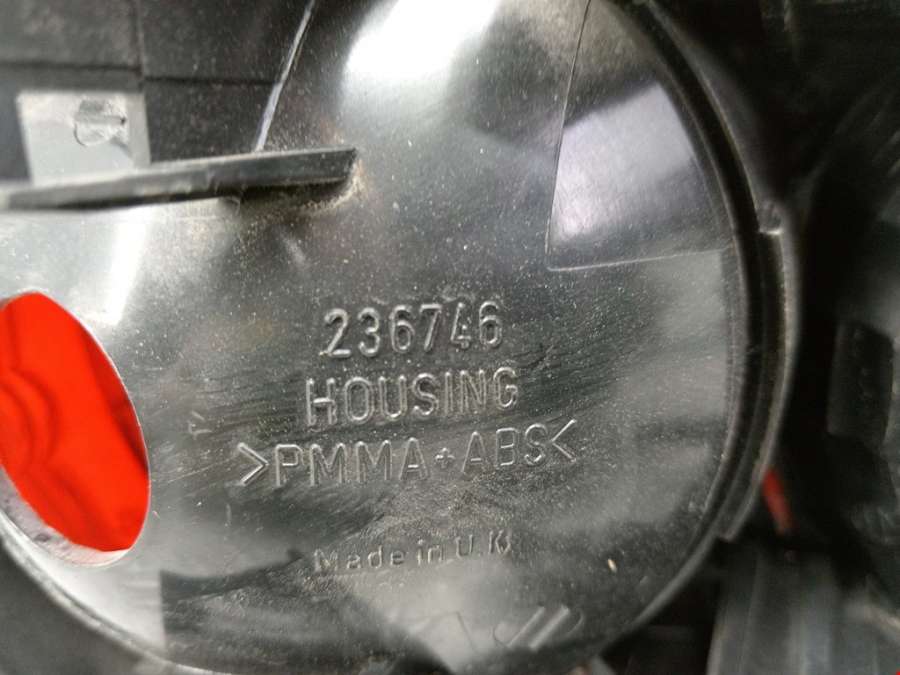 236746
HOUSING
>PMMA+ABS<
Made in U.K